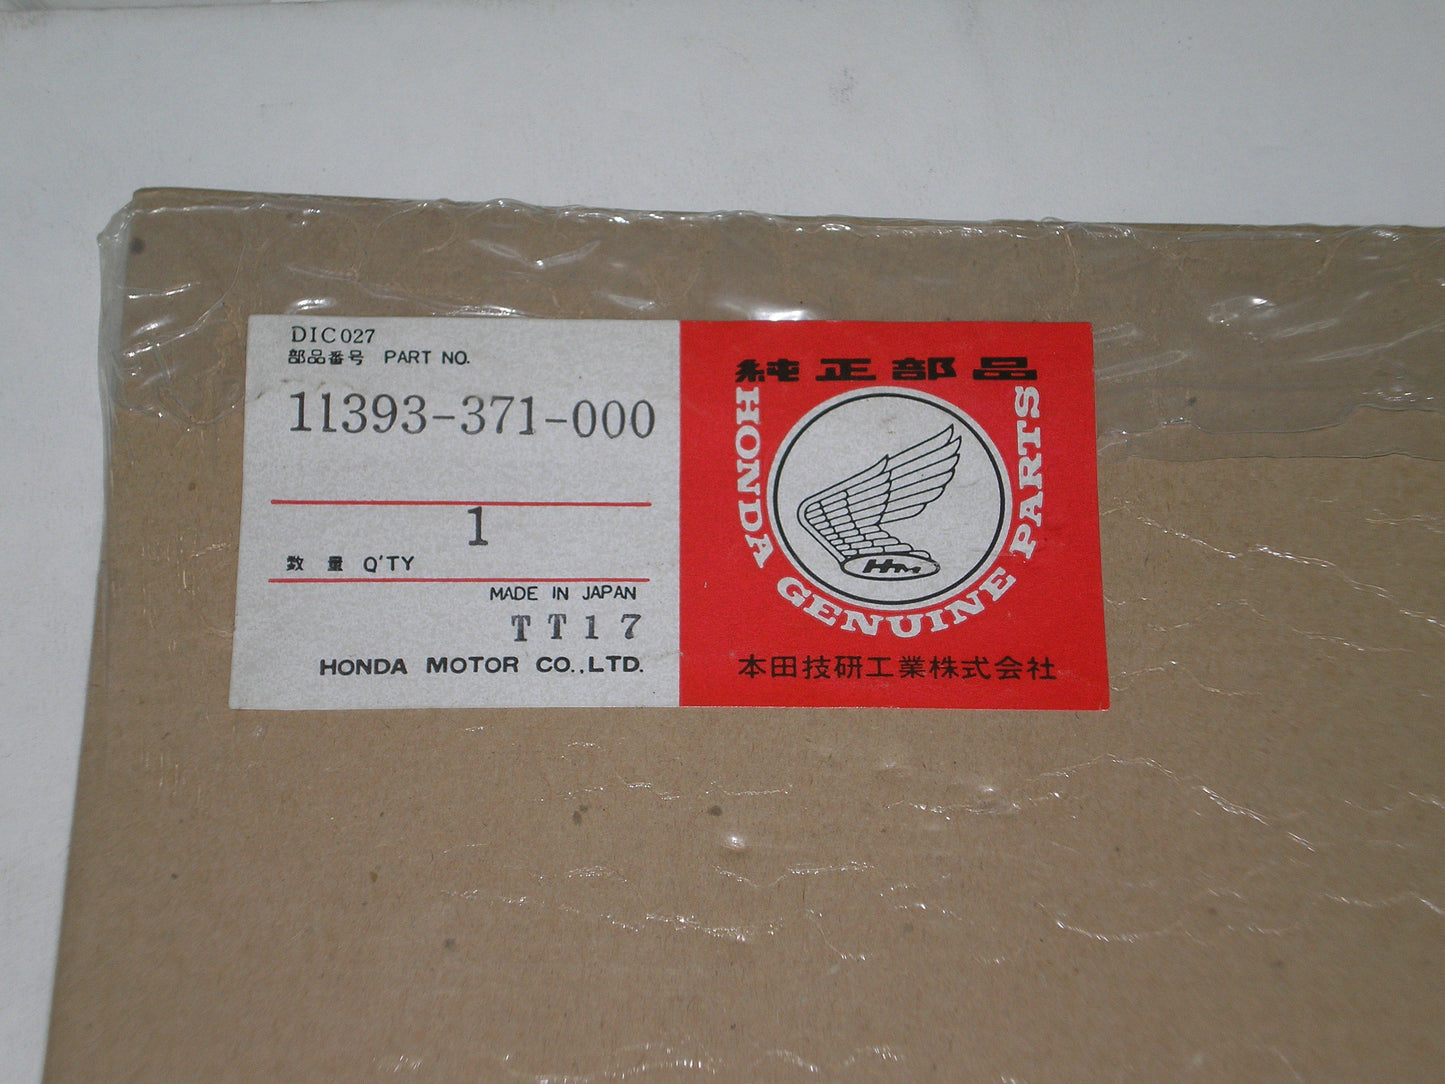 DIC027
部品番号 PART NO.
11393-371-000
1
数 量 Q'TY
MADE IN JAPAN
TT17
HONDA MOTOR CO.,LTD.
純正部品
HONDA GENUINE PARTS
HM
本田技研工業株式会社